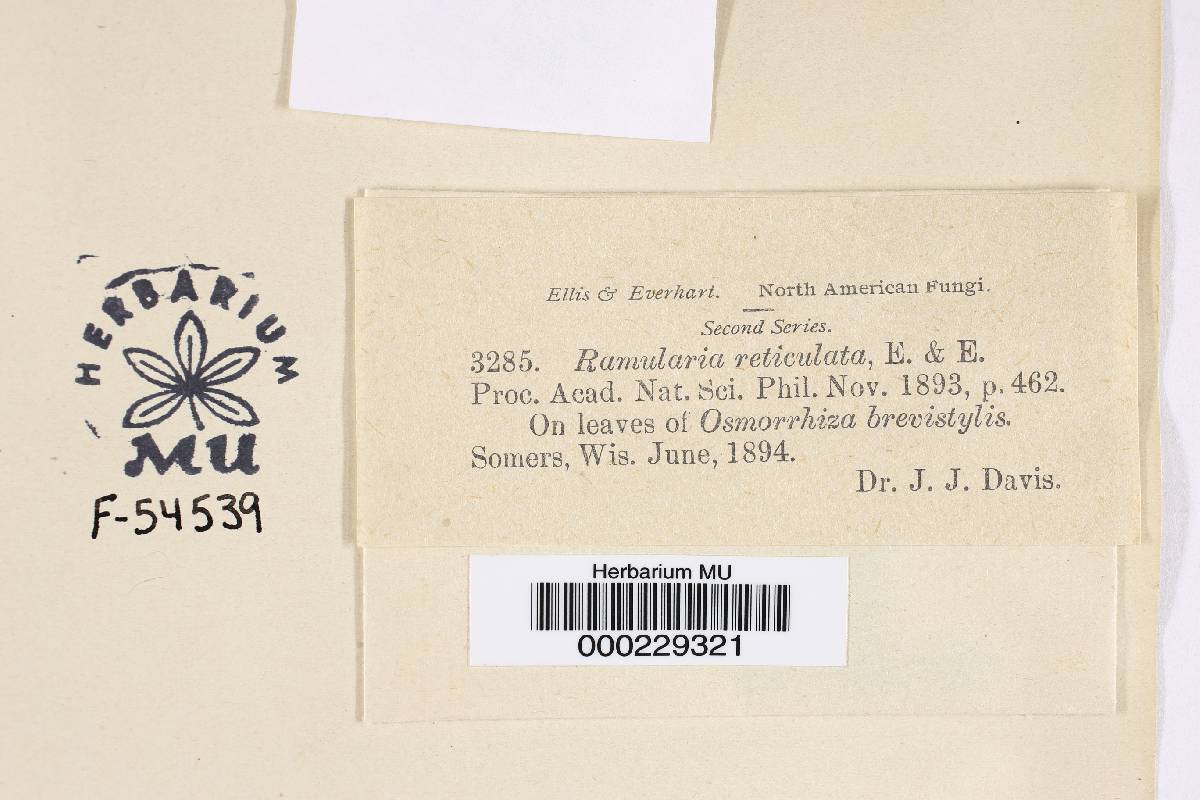 Ellis & Everhart. North American Fungi.
Second Series.
3285. Ramularia reticulata, E. & E.
Proc. Acad. Nat. Sci. Phil. Nov. 1893, p. 462.
On leaves of Osmorrhiza brevistylis.
Somers, Wis. June, 1894.
Dr. J. J. Davis.
HERBARIUM
MU
F-54539
Herbarium MU
000229321